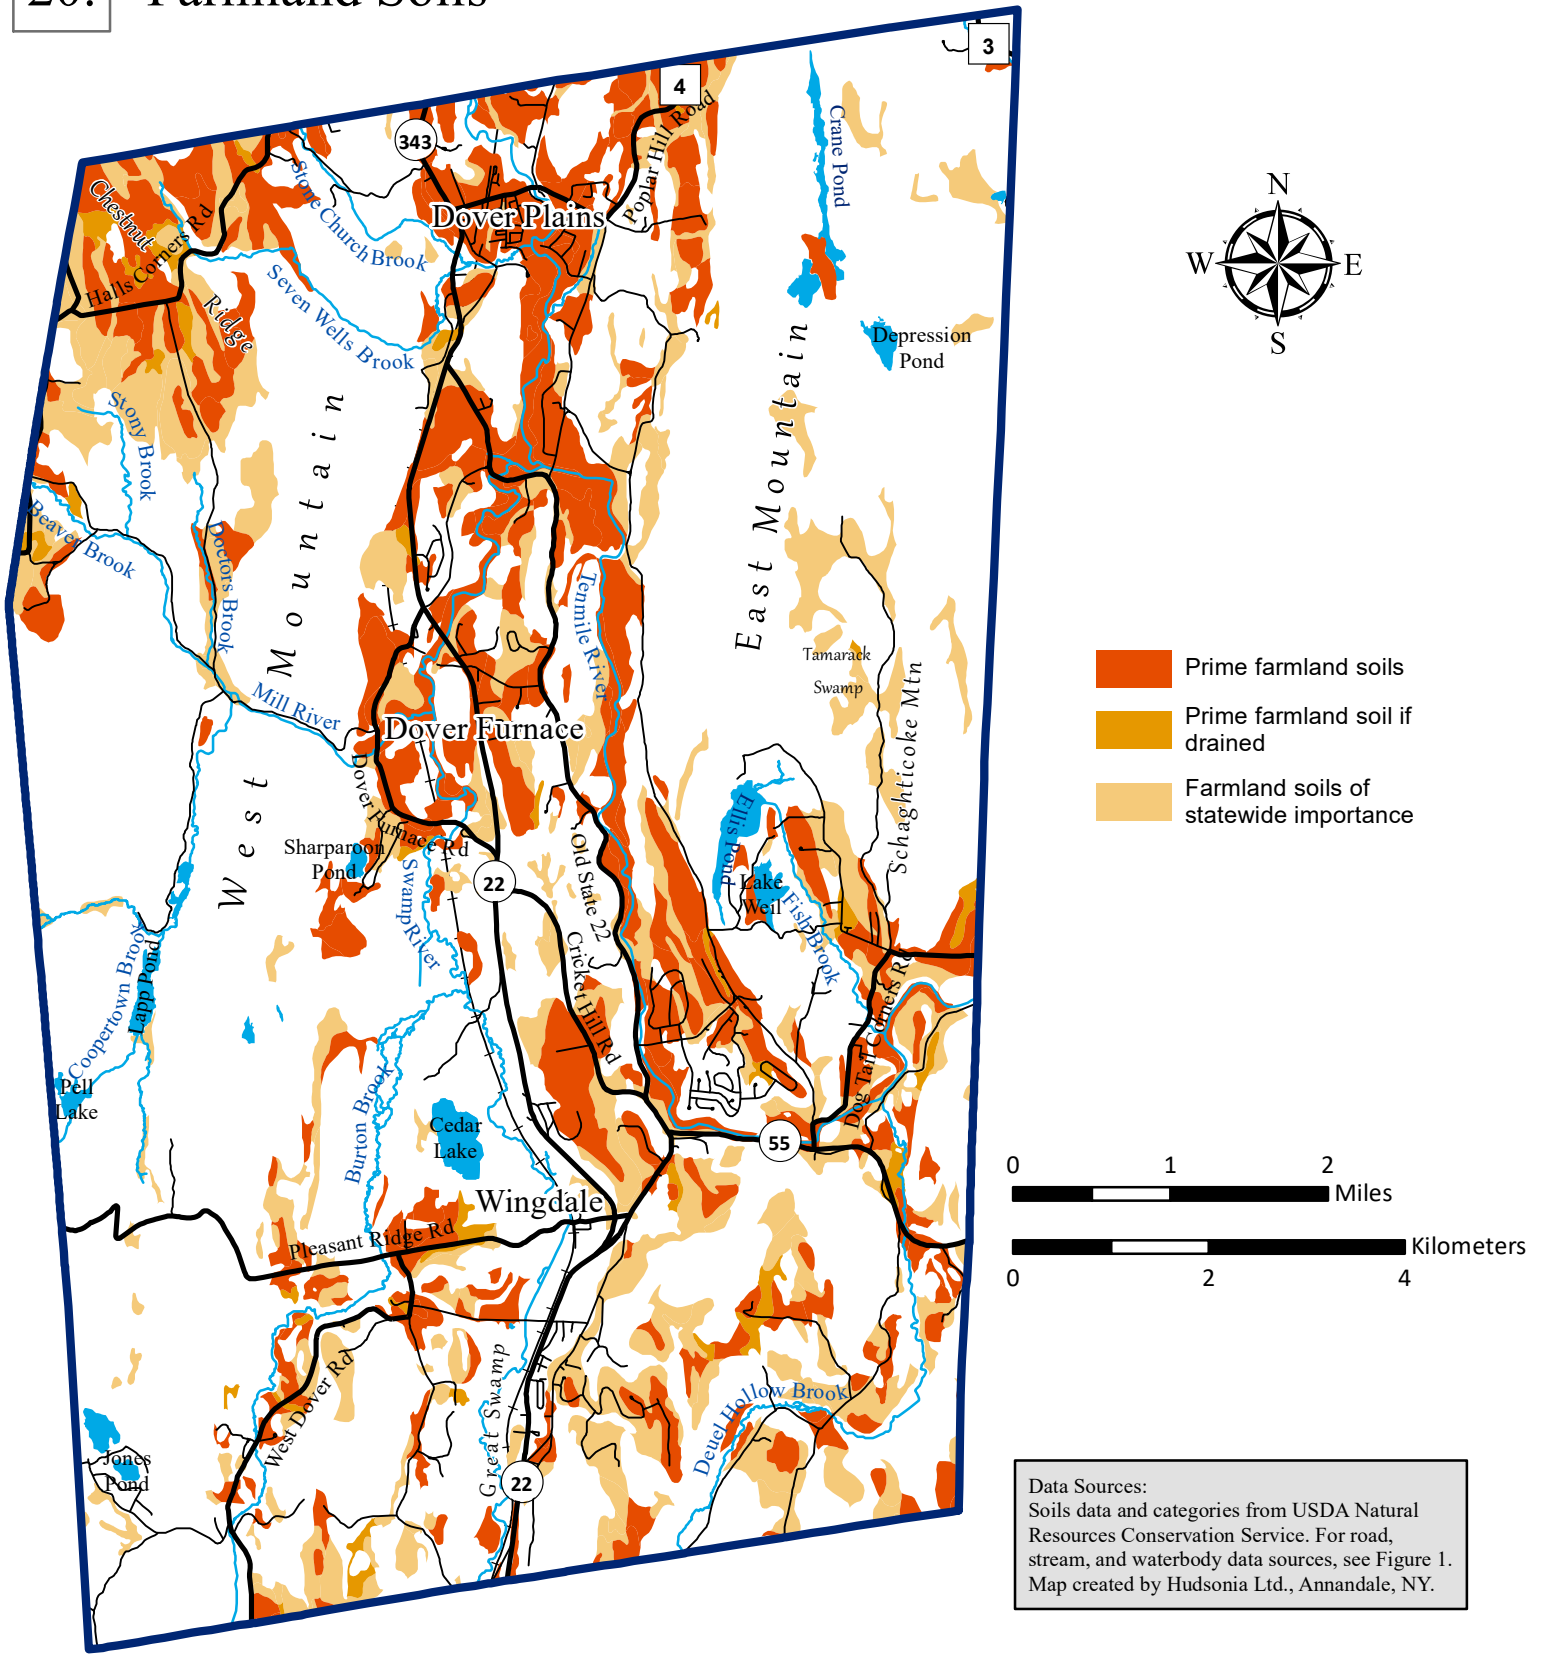 20. Farmland Soils
3
4
343
Poplar Hill Road
Crane Pond
Chestnut
Ridge
Halls Corners Rd
Stone Church Brook
Dover Plains
Seven Wells Brook
N
W
E
S
Depression
Pond
Stony Brook
West Mountain
East Mountain
Beaver Brook
Doctors Brook
Tenmile River
Tamarack
Swamp
Schaghticoke Mtn
Prime farmland soils
Prime farmland soil if
drained
Farmland soils of
statewide importance
Mill River
Dover Furnace
Dover Furnace Rd
Sharparoon
Pond
Swamp River
22
Old State 22
Cricket Hill Rd
Ellis Pond
Lake
Weil
Fish Brook
Coopertown Brook
Lapp Pond
Pell
Lake
Burton Brook
Cedar
Lake
Dog Tail Corners Rd
55
Wingdale
Pleasant Ridge Rd
0 1 2
Miles
Kilometers
0 2 4
West Dover Rd
Great Swamp
Deuel Hollow Brook
Jones
Pond
22
Data Sources:
Soils data and categories from USDA Natural
Resources Conservation Service. For road,
stream, and waterbody data sources, see Figure 1.
Map created by Hudsonia Ltd., Annandale, NY.